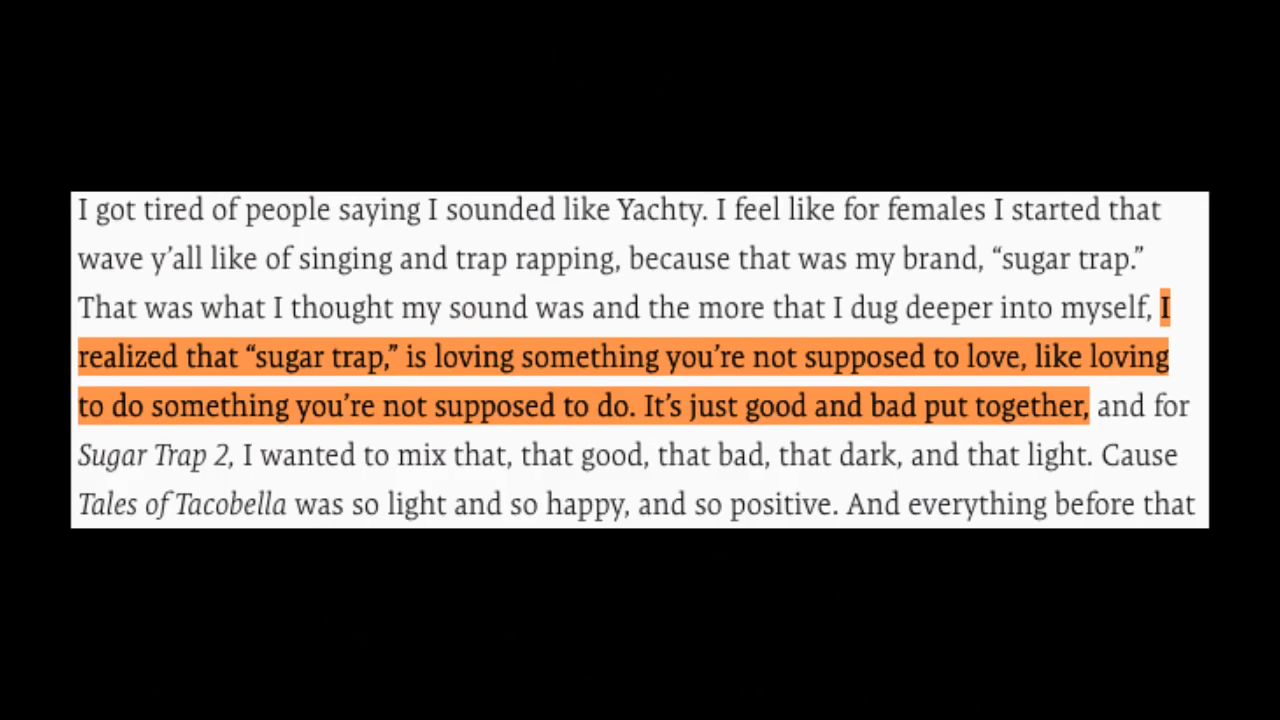 I got tired of people saying I sounded like Yachty. I feel like for females I started that
wave y’all like of singing and trap rapping, because that was my brand, “sugar trap.”
That was what I thought my sound was and the more that I dug deeper into myself, I
realized that “sugar trap,” is loving something you’re not supposed to love, like loving
to do something you’re not supposed to do. It’s just good and bad put together, and for
Sugar Trap 2, I wanted to mix that, that good, that bad, that dark, and that light. Cause
Tales of Tacobella was so light and so happy, and so positive. And everything before that